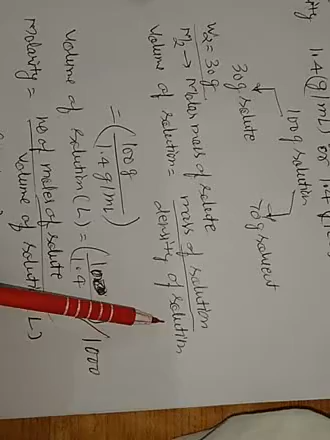 1.4 (g/mL) or 1.4
100g solution
30g solute 70g solvent
W2 = 30g
M2 → Molar mass of solute
Volume of solution = mass of solution / density of solution
= (100g / 1.4g/mL)
Volume of solution (L) = (100 / 1.4) / 1000
Molarity = no of moles of solute / Volume of solution (L)